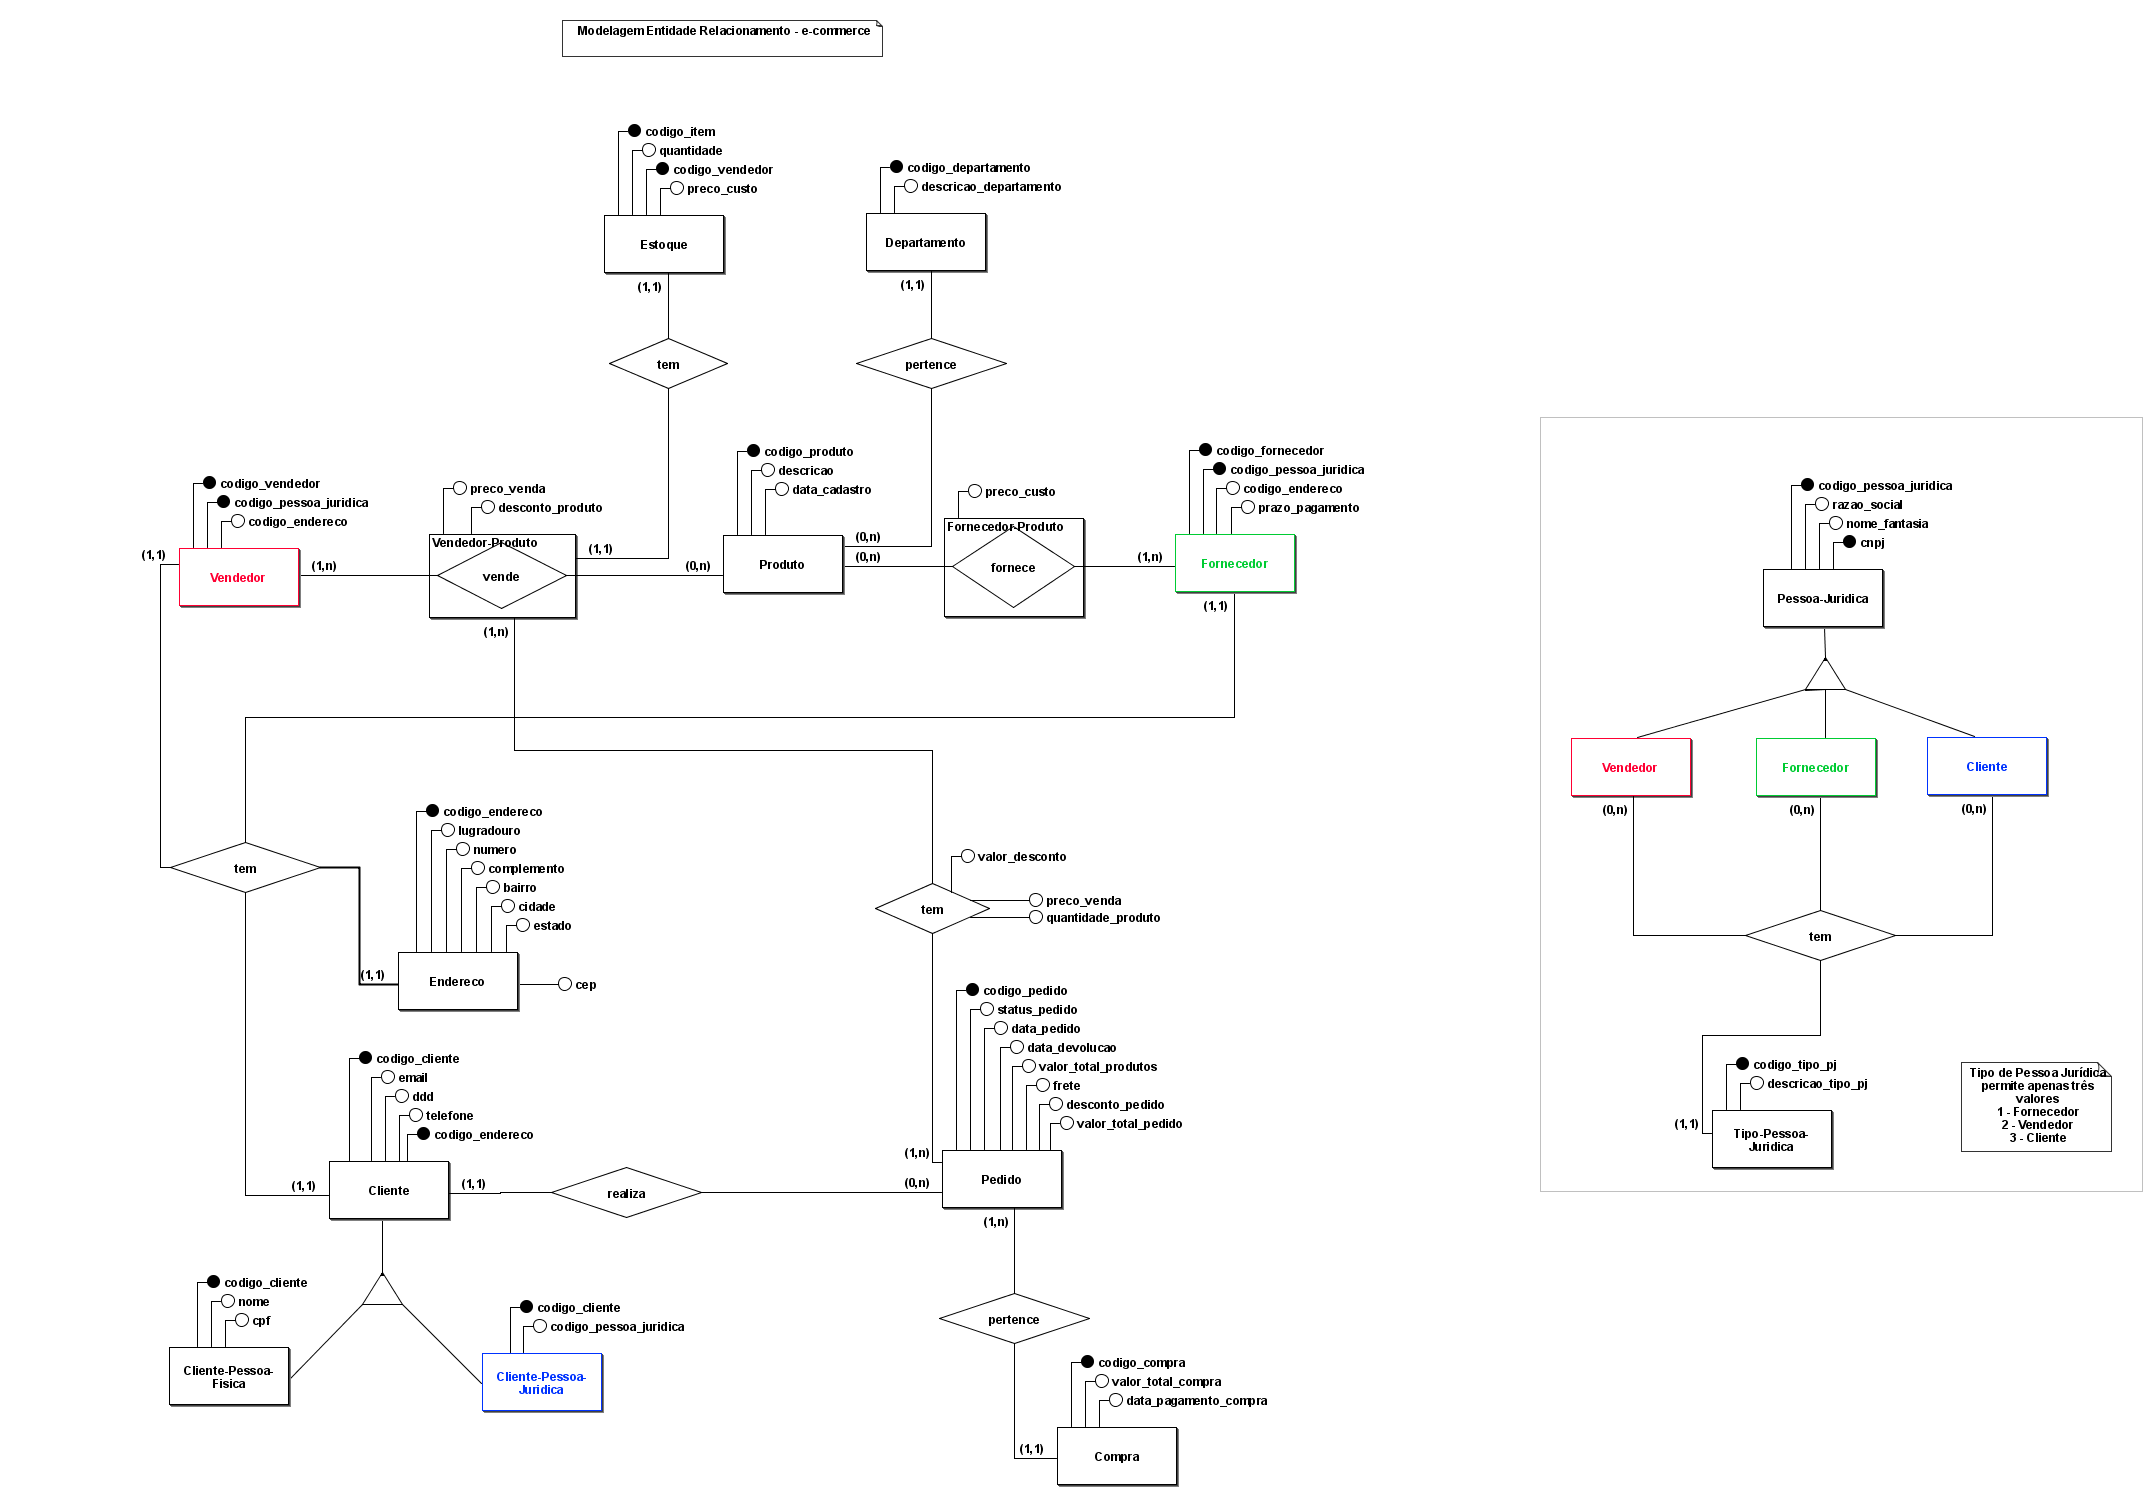 Modelagem Entidade Relacionamento - e-commerce
codigo_item
quantidade
codigo_vendedor
preco_custo
Estoque
(1,1)
tem
codigo_departamento
descricao_departamento
Departamento
(1,1)
pertence
codigo_vendedor
codigo_pessoa_juridica
codigo_endereco
(1,1)
Vendedor
(1,n)
preco_venda
desconto_produto
Vendedor-Produto
vende
(1,1)
(1,n)
(0,n)
codigo_produto
descricao
data_cadastro
Produto
(0,n)
(0,n)
preco_custo
Fornecedor-Produto
fornece
(1,n)
codigo_fornecedor
codigo_pessoa_juridica
codigo_endereco
prazo_pagamento
Fornecedor
(1,1)
tem
codigo_endereco
lugradouro
numero
complemento
bairro
cidade
estado
(1,1)
Endereco
cep
valor_desconto
tem
preco_venda
quantidade_produto
codigo_cliente
email
ddd
telefone
codigo_endereco
(1,1)
Cliente
(1,1)
realiza
codigo_pedido
status_pedido
data_pedido
data_devolucao
valor_total_produtos
frete
desconto_pedido
valor_total_pedido
(1,n)
(0,n)
Pedido
(1,n)
codigo_cliente
nome
cpf
Cliente-Pessoa-
Fisica
codigo_cliente
codigo_pessoa_juridica
Cliente-Pessoa-
Juridica
pertence
codigo_compra
valor_total_compra
data_pagamento_compra
(1,1)
Compra
codigo_pessoa_juridica
razao_social
nome_fantasia
cnpj
Pessoa-Juridica
Vendedor
Fornecedor
Cliente
(0,n)
(0,n)
(0,n)
tem
codigo_tipo_pj
descricao_tipo_pj
(1,1)
Tipo-Pessoa-
Juridica
Tipo de Pessoa Jurídica
permite apenas três
valores
1 - Fornecedor
2 - Vendedor
3 - Cliente